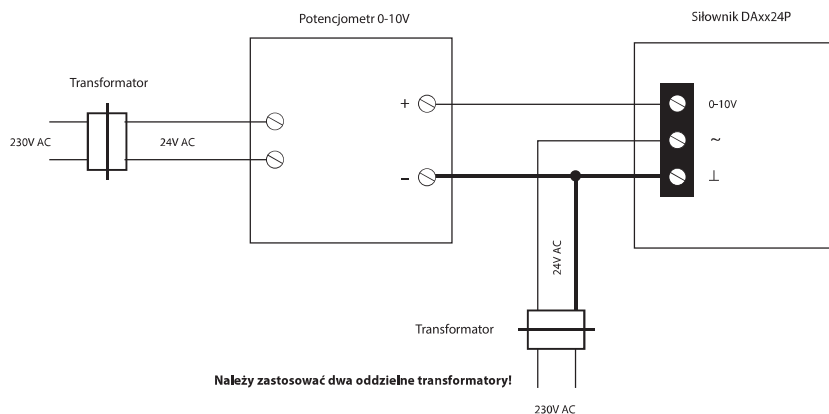 Potencjometr 0-10V
Siłownik DAxx24P
Transformator
230V AC
24V AC
+
−
0-10V
~
⊥
24V AC
Transformator
Należy zastosować dwa oddzielne transformatory!
230V AC